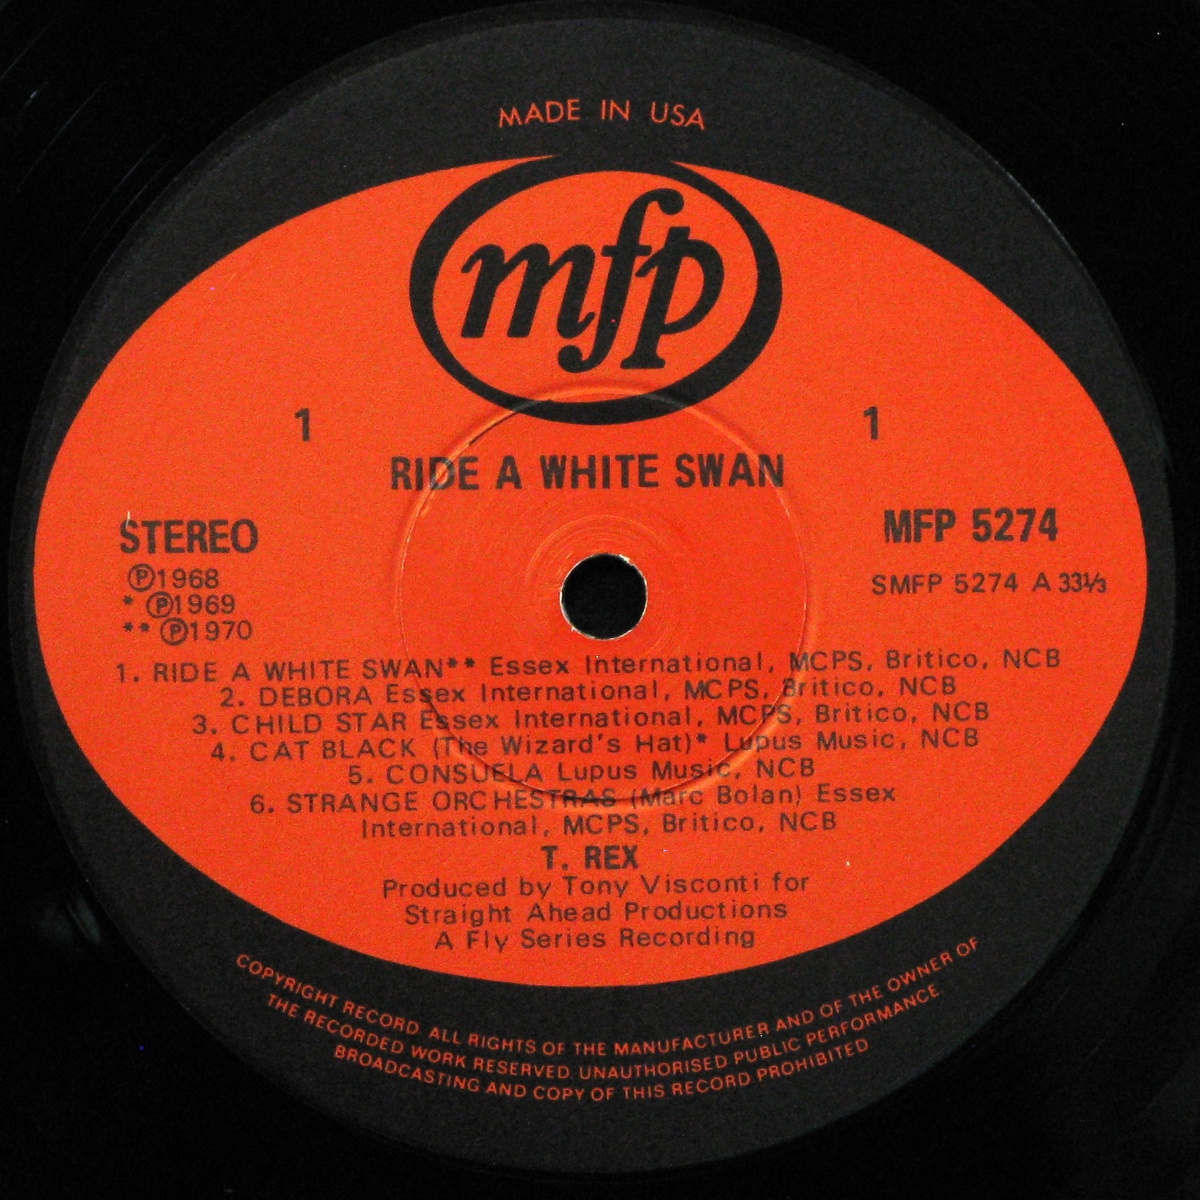 MADE IN USA
mfp
1 1
RIDE A WHITE SWAN
STEREO
MFP 5274
Ⓟ1968
SMFP 5274 A 33⅓
* Ⓟ1969
** Ⓟ1970
1. RIDE A WHITE SWAN** Essex International, MCPS, Britico, NCB
2. DEBORA Essex International, MCPS, Britico, NCB
3. CHILD STAR Essex International, MCPS, Britico, NCB
4. CAT BLACK (The Wizard's Hat)* Lupus Music, NCB
5. CONSUELA Lupus Music, NCB
6. STRANGE ORCHESTRAS (Marc Bolan) Essex
International, MCPS, Britico, NCB
T. REX
Produced by Tony Visconti for
Straight Ahead Productions
A Fly Series Recording
COPYRIGHT RECORD. ALL RIGHTS OF THE MANUFACTURER AND OF THE OWNER OF
THE RECORDED WORK RESERVED. UNAUTHORISED PUBLIC PERFORMANCE
BROADCASTING AND COPY OF THIS RECORD PROHIBITED